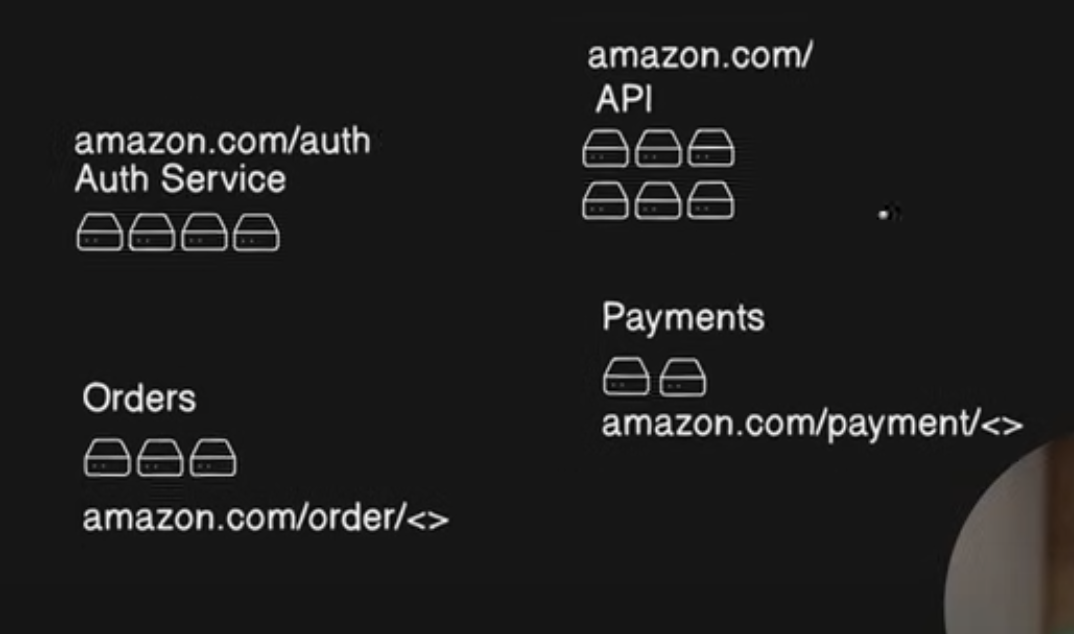 amazon.com/auth
Auth Service
Orders
amazon.com/order/<>
amazon.com/
API
Payments
amazon.com/payment/<>